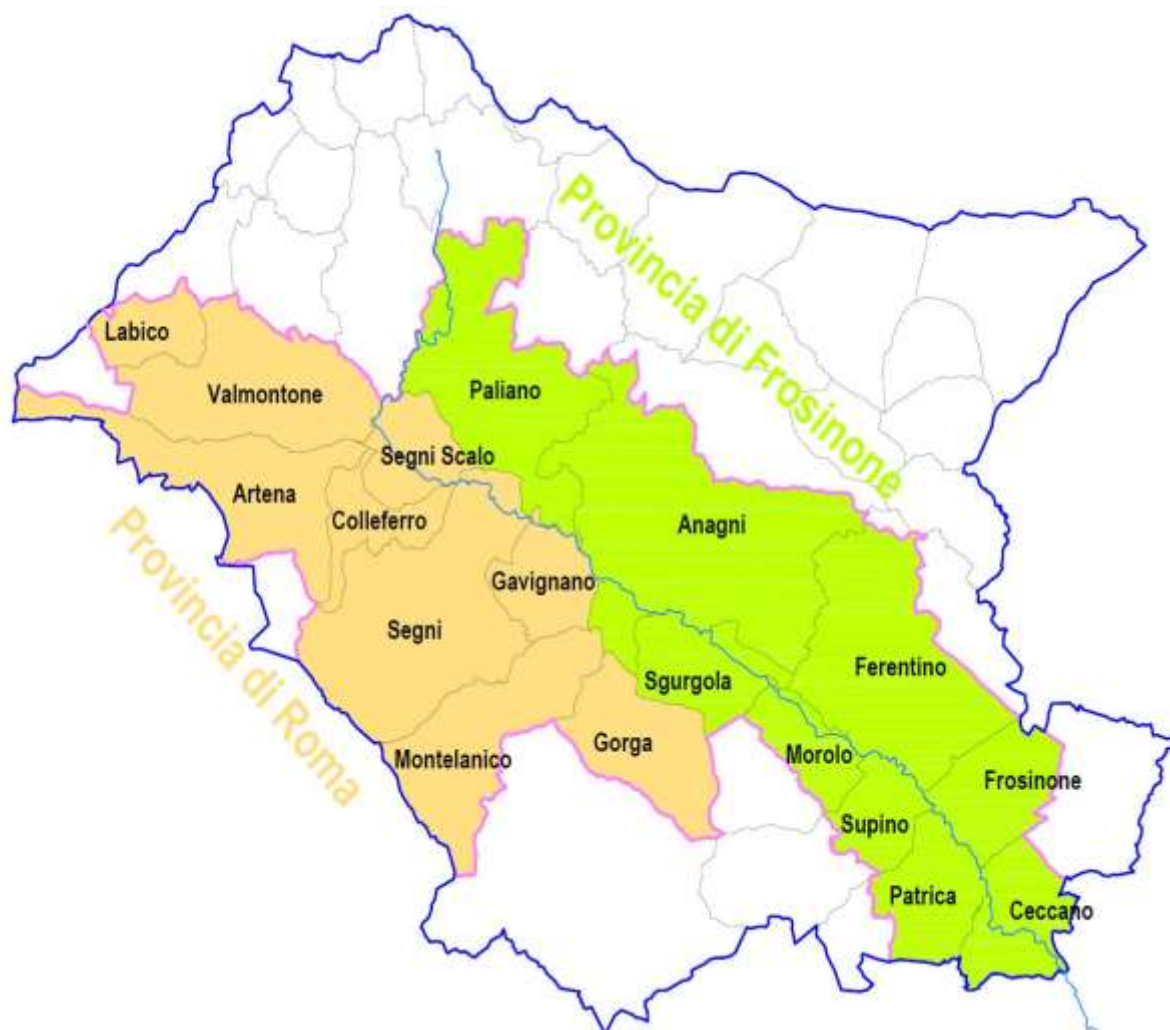 Provincia di Frosinone
Labico
Valmontone
Paliano
Segni Scalo
Artena
Colleferro
Anagni
Gavignano
Segni
Provincia di Roma
Sgurgola
Ferentino
Montelanico
Gorga
Morolo
Frosinone
Supino
Patrica
Ceccano